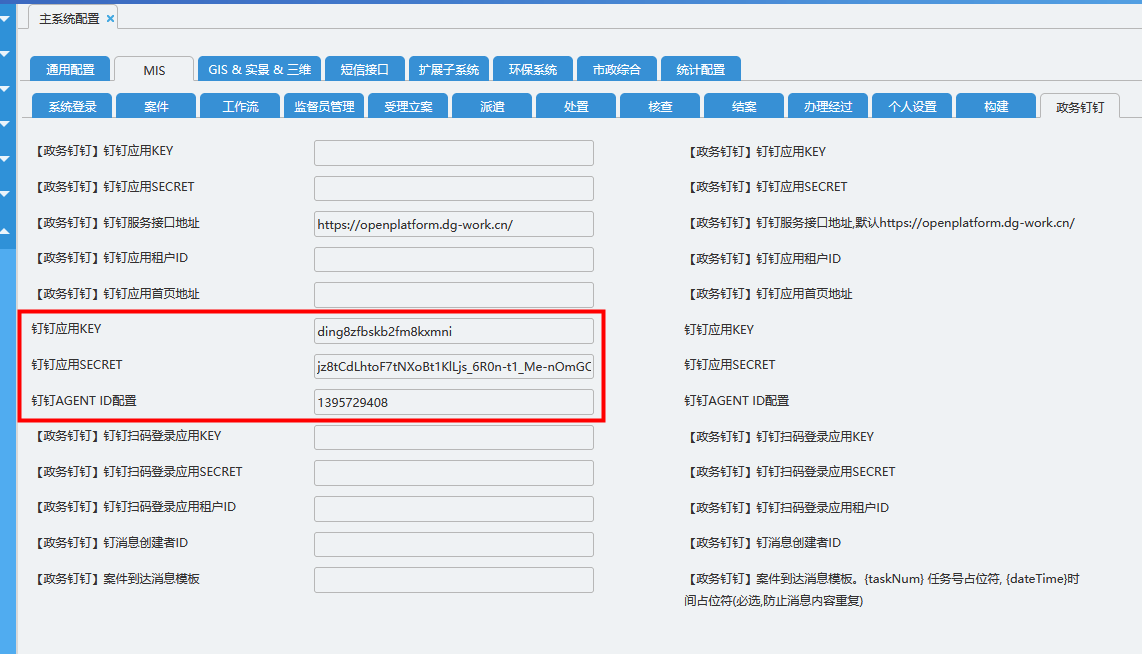 主系统配置 ×
通用配置 MIS GIS & 实景 & 三维 短信接口 扩展子系统 环保系统 市政综合 统计配置
系统登录 案件 工作流 监督员管理 受理立案 派遣 处置 核查 结案 办理经过 个人设置 构建 政务钉钉
【政务钉钉】钉钉应用KEY 【政务钉钉】钉钉应用KEY
【政务钉钉】钉钉应用SECRET 【政务钉钉】钉钉应用SECRET
【政务钉钉】钉钉服务接口地址 https://openplatform.dg-work.cn/ 【政务钉钉】钉钉服务接口地址,默认https://openplatform.dg-work.cn/
【政务钉钉】钉钉应用租户ID 【政务钉钉】钉钉应用租户ID
【政务钉钉】钉钉应用首页地址 【政务钉钉】钉钉应用首页地址
钉钉应用KEY ding8zfbskb2fm8kxmni 钉钉应用KEY
钉钉应用SECRET jz8tCdLhtoF7tNXoBt1KlLjs_6R0n-t1_Me-nOmGC 钉钉应用SECRET
钉钉AGENT ID配置 1395729408 钉钉AGENT ID配置
【政务钉钉】钉钉扫码登录应用KEY 【政务钉钉】钉钉扫码登录应用KEY
【政务钉钉】钉钉扫码登录应用SECRET 【政务钉钉】钉钉扫码登录应用SECRET
【政务钉钉】钉钉扫码登录应用租户ID 【政务钉钉】钉钉扫码登录应用租户ID
【政务钉钉】钉消息创建者ID 【政务钉钉】钉消息创建者ID
【政务钉钉】案件到达消息模板 【政务钉钉】案件到达消息模板。{taskNum} 任务号占位符, {dateTime}时
间占位符(必选,防止消息内容重复)